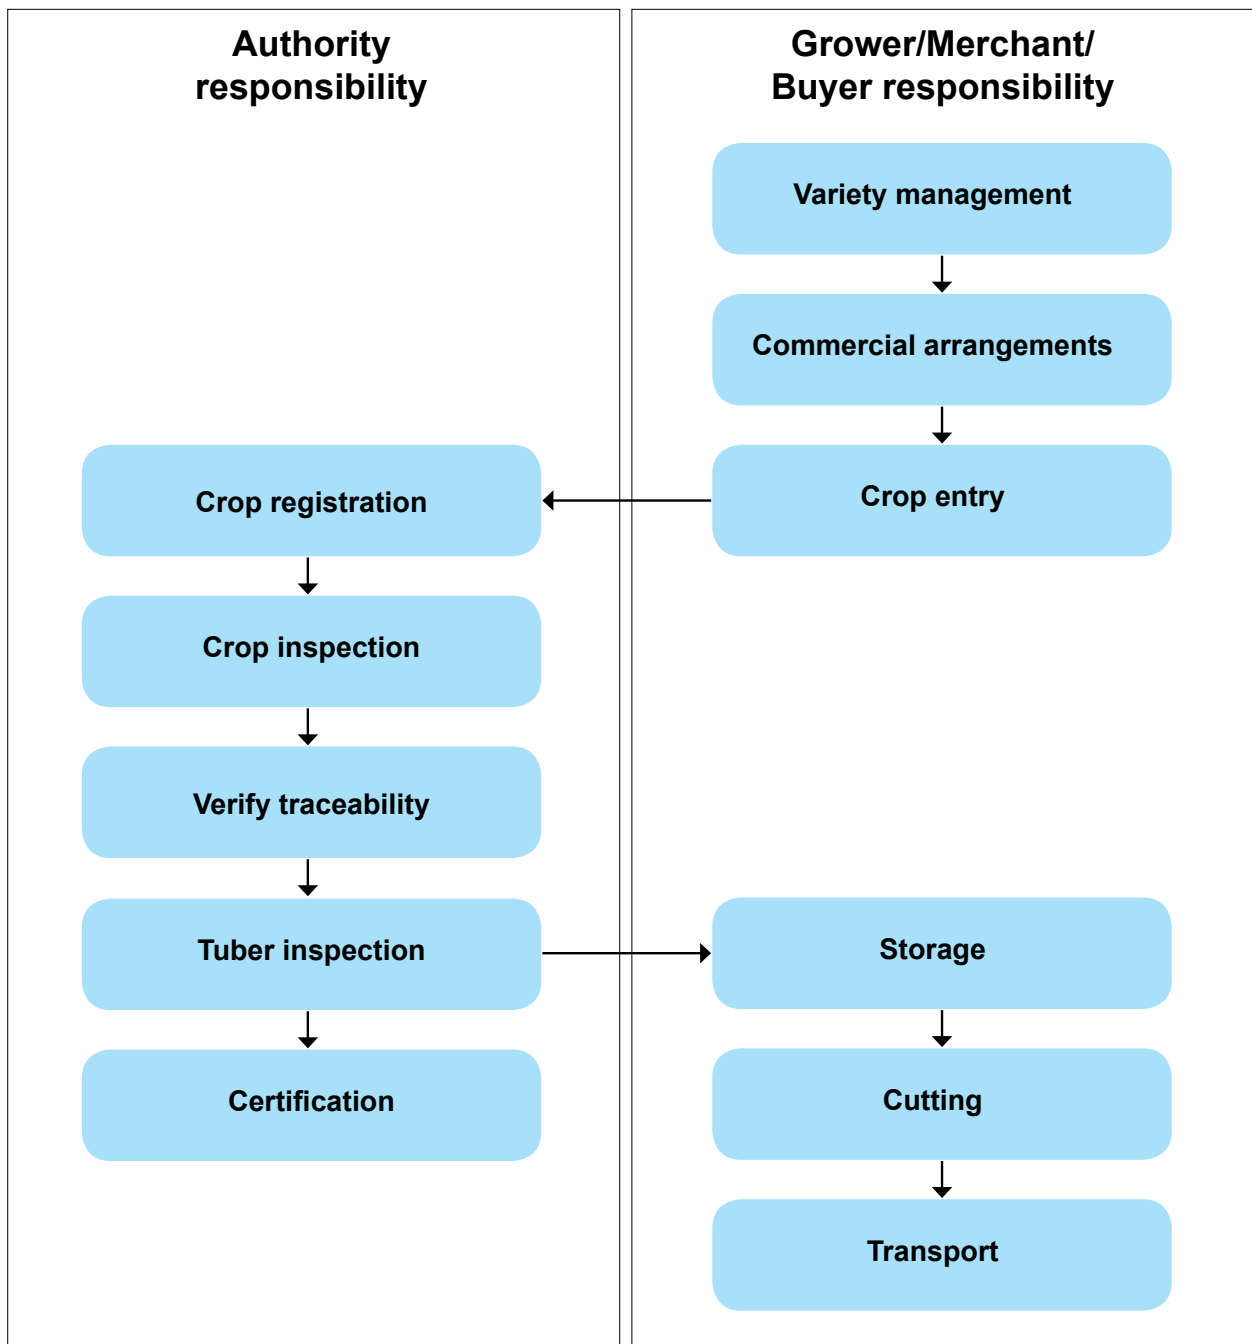 Authority
responsibility
Grower/Merchant/
Buyer responsibility
Variety management
Commercial arrangements
Crop registration
Crop entry
Crop inspection
Verify traceability
Tuber inspection
Storage
Certification
Cutting
Transport